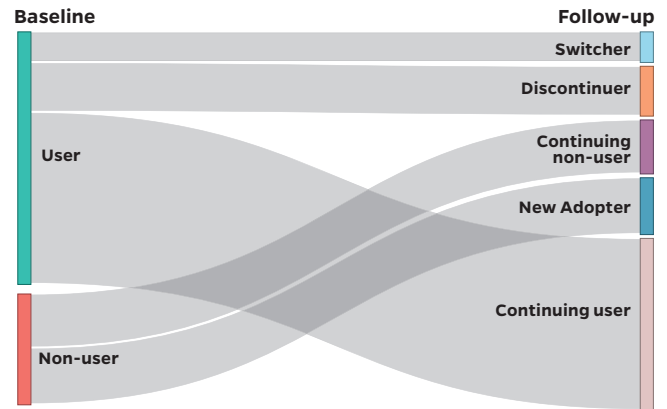 Baseline
Follow-up
Switcher
Discontinuer
Continuing
non-user
User
New Adopter
Continuing user
Non-user